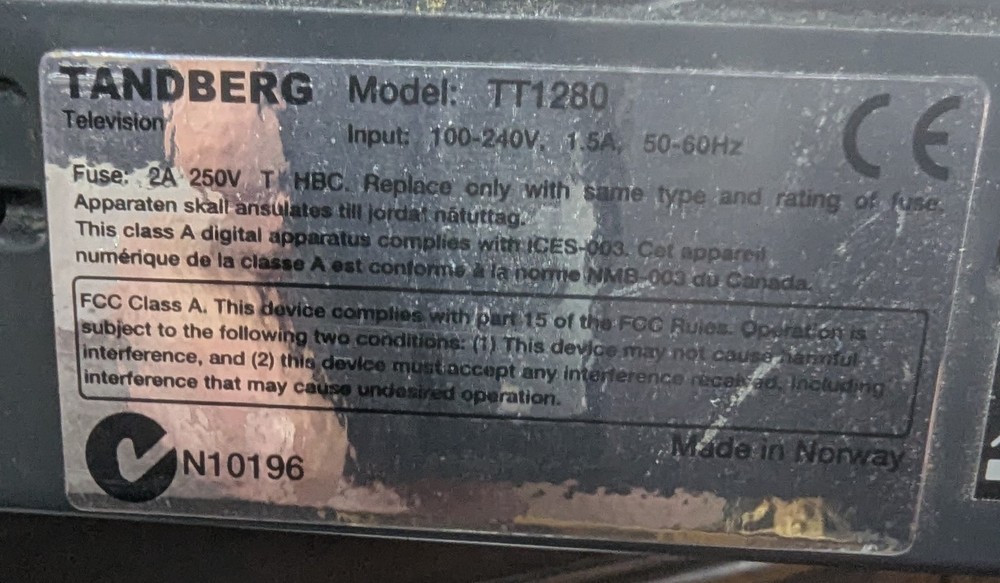 TANDBERG
Television
Model: TT1280
Input: 100-240V, 1.5A, 50-60Hz
CE
Fuse: 2A 250V T HBC. Replace only with same type and rating of fuse.
Apparaten skall ansulates till jordat nätuttag.
This class A digital apparatus complies with ICES-003. Cet appareil
numérique de la classe A est conforme à la norme NMB-003 du Canada.
FCC Class A. This device complies with part 15 of the FCC Rules. Operation is
subject to the following two conditions: (1) This device may not cause harmful
interference, and (2) this device must accept any interference received, including
interference that may cause undesired operation.
N10196
Made in Norway